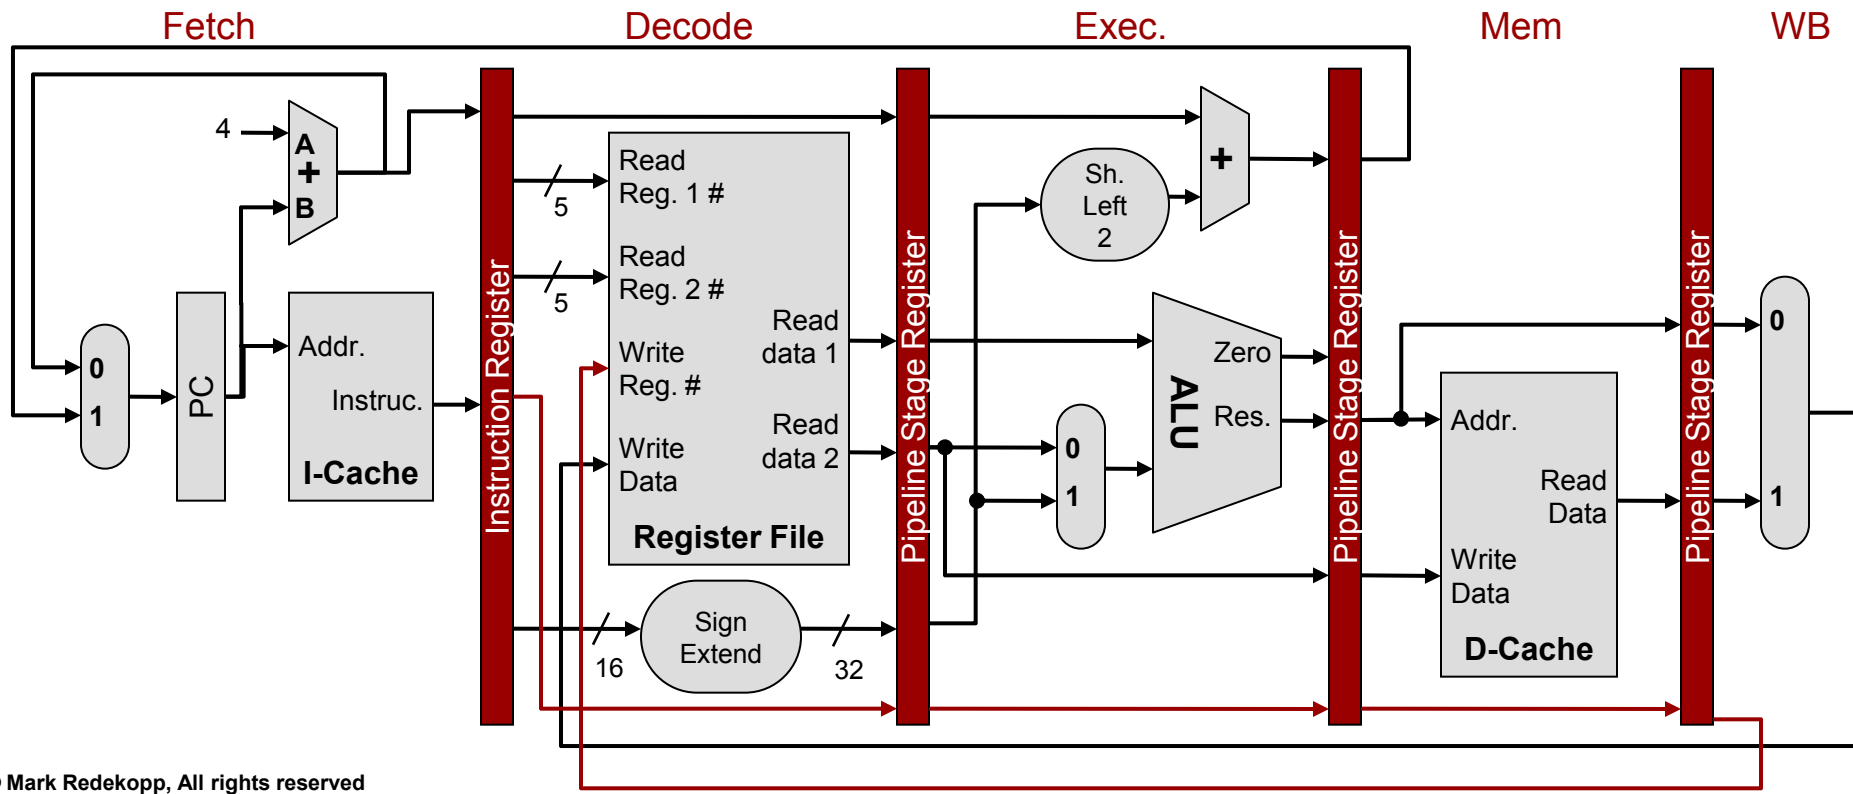 Fetch
Decode
Exec.
Mem
WB
4
A
+
B
0
1
PC
Addr.
Instruc.
I-Cache
Instruction Register
5
5
16
Read
Reg. 1 #
Read
Reg. 2 #
Write
Reg. #
Write
Data
Read
data 1
Read
data 2
Register File
Sign
Extend
32
Pipeline Stage Register
Sh.
Left
2
+
0
1
ALU
Zero
Res.
Pipeline Stage Register
Addr.
Read
Data
Write
Data
D-Cache
Pipeline Stage Register
0
1
Mark Redekopp, All rights reserved